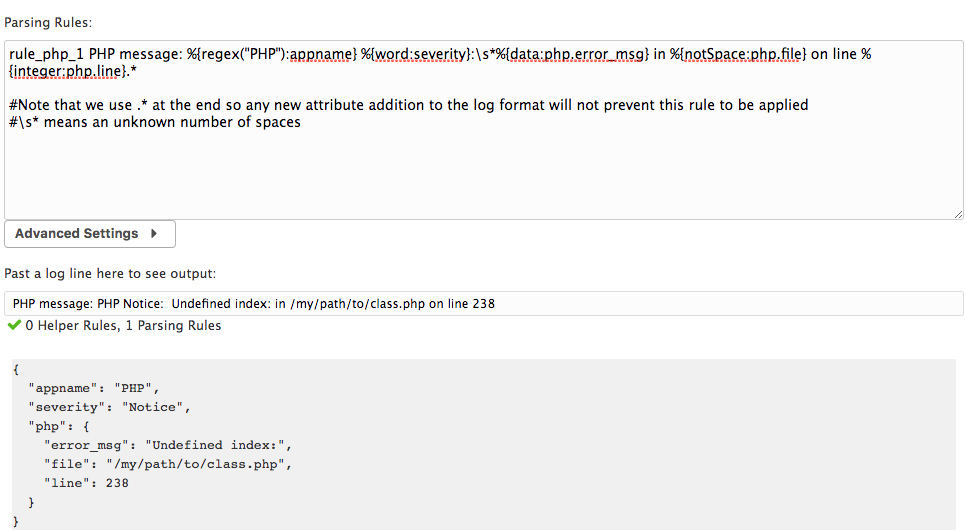 Parsing Rules:
rule_php_1 PHP message: %{regex("PHP"):appname} %{word:severity}:\s*%{data:php.error_msg} in %{notSpace:php.file} on line %
{integer:php.line}.*
#Note that we use .* at the end so any new attribute addition to the log format will not prevent this rule to be applied
#\s* means an unknown number of spaces
Advanced Settings
Past a log line here to see output:
PHP message: PHP Notice:  Undefined index: in /my/path/to/class.php on line 238
0 Helper Rules, 1 Parsing Rules
{
  "appname": "PHP",
  "severity": "Notice",
  "php": {
    "error_msg": "Undefined index:",
    "file": "/my/path/to/class.php",
    "line": 238
  }
}